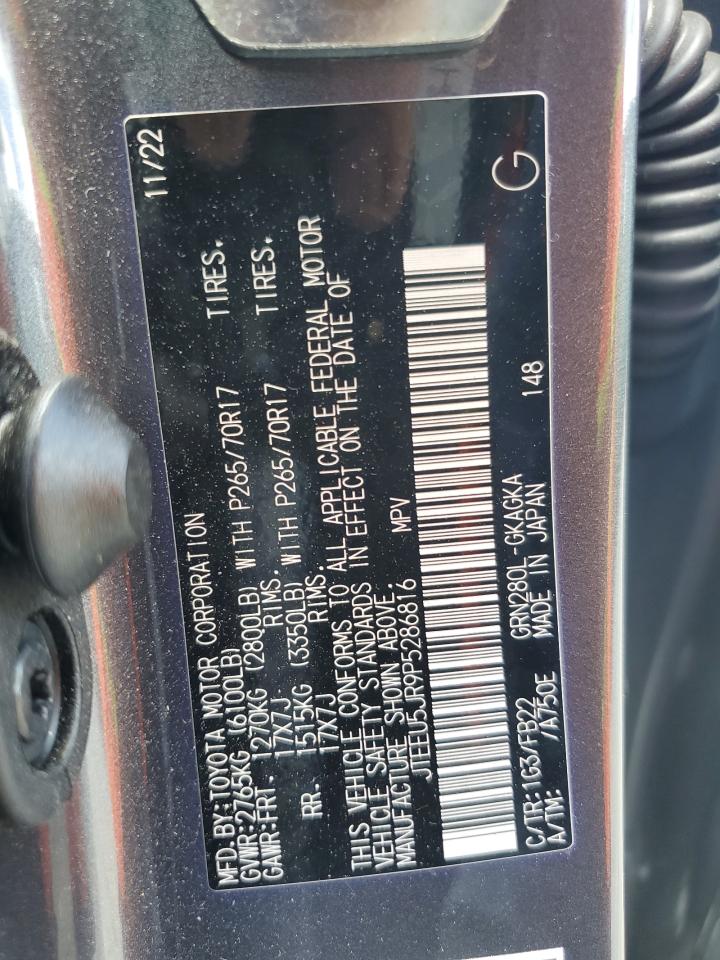 MFD. BY: TOYOTA MOTOR CORPORATION 11/22
GVWR: 2765KG (6100LB)
GAWR: FRT. 1270KG (2800LB) WITH P265/70R17 TIRES.
17X7J RIMS.
RR. 1515KG (3350LB) WITH P265/70R17 TIRES.
17X7J RIMS.
THIS VEHICLE CONFORMS TO ALL APPLICABLE FEDERAL MOTOR
VEHICLE SAFETY STANDARDS IN EFFECT ON THE DATE OF
MANUFACTURE SHOWN ABOVE.
JTEEU5JR9P5286816 MPV
C/TR: 1G3/FB22 GRN280L-GKAGKA 148 G
A/TM: /A750E MADE IN JAPAN